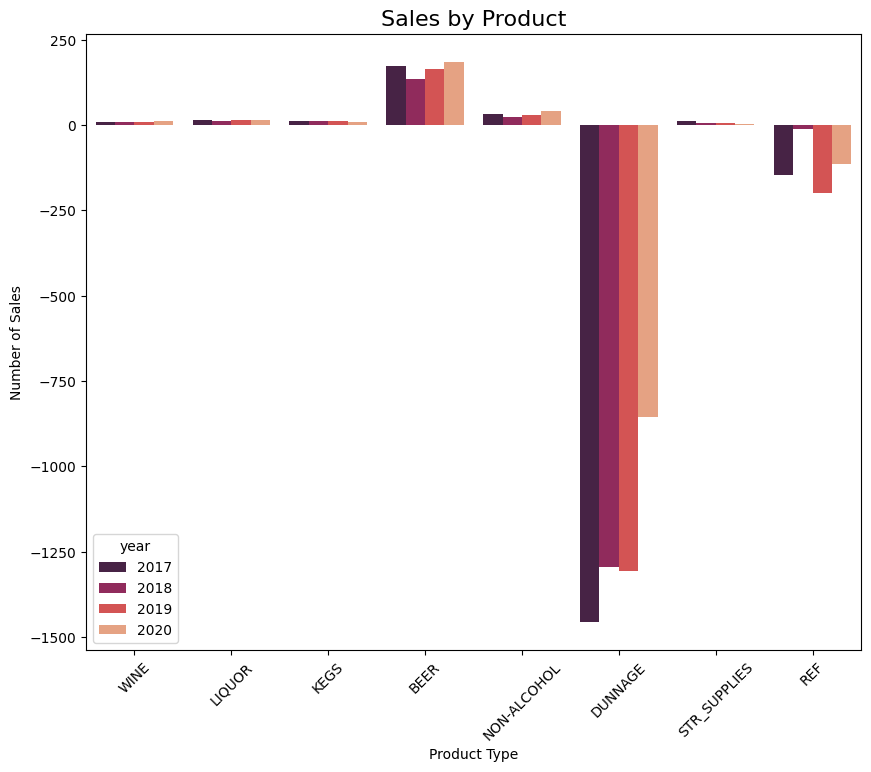 Sales by Product
250
0
−250
−500
−750
−1000
−1250
−1500
Number of Sales
year
2017
2018
2019
2020
WINE
LIQUOR
KEGS
BEER
NON-ALCOHOL
DUNNAGE
STR_SUPPLIES
REF
Product Type